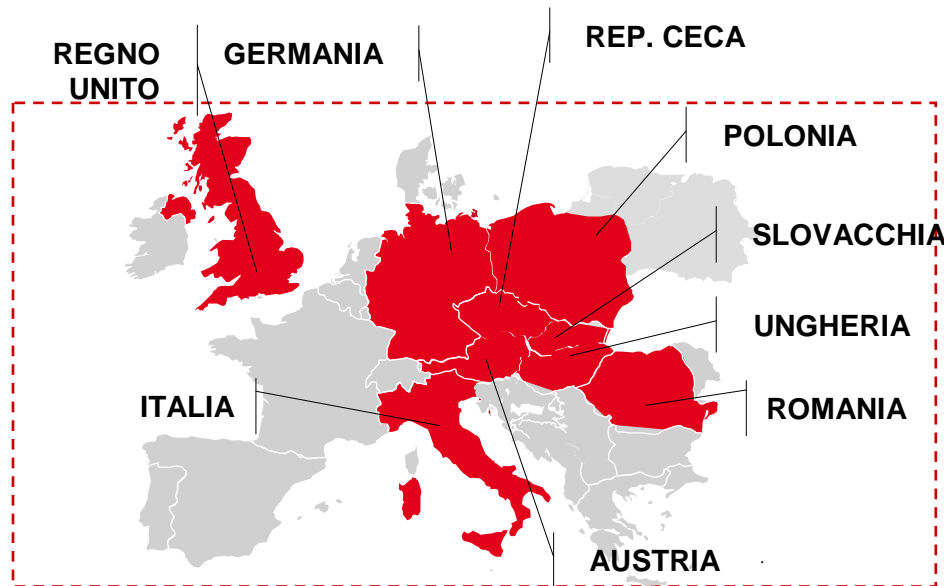 REGNO
UNITO
GERMANIA
REP. CECA
POLONIA
SLOVACCHIA
UNGHERIA
ITALIA
ROMANIA
AUSTRIA